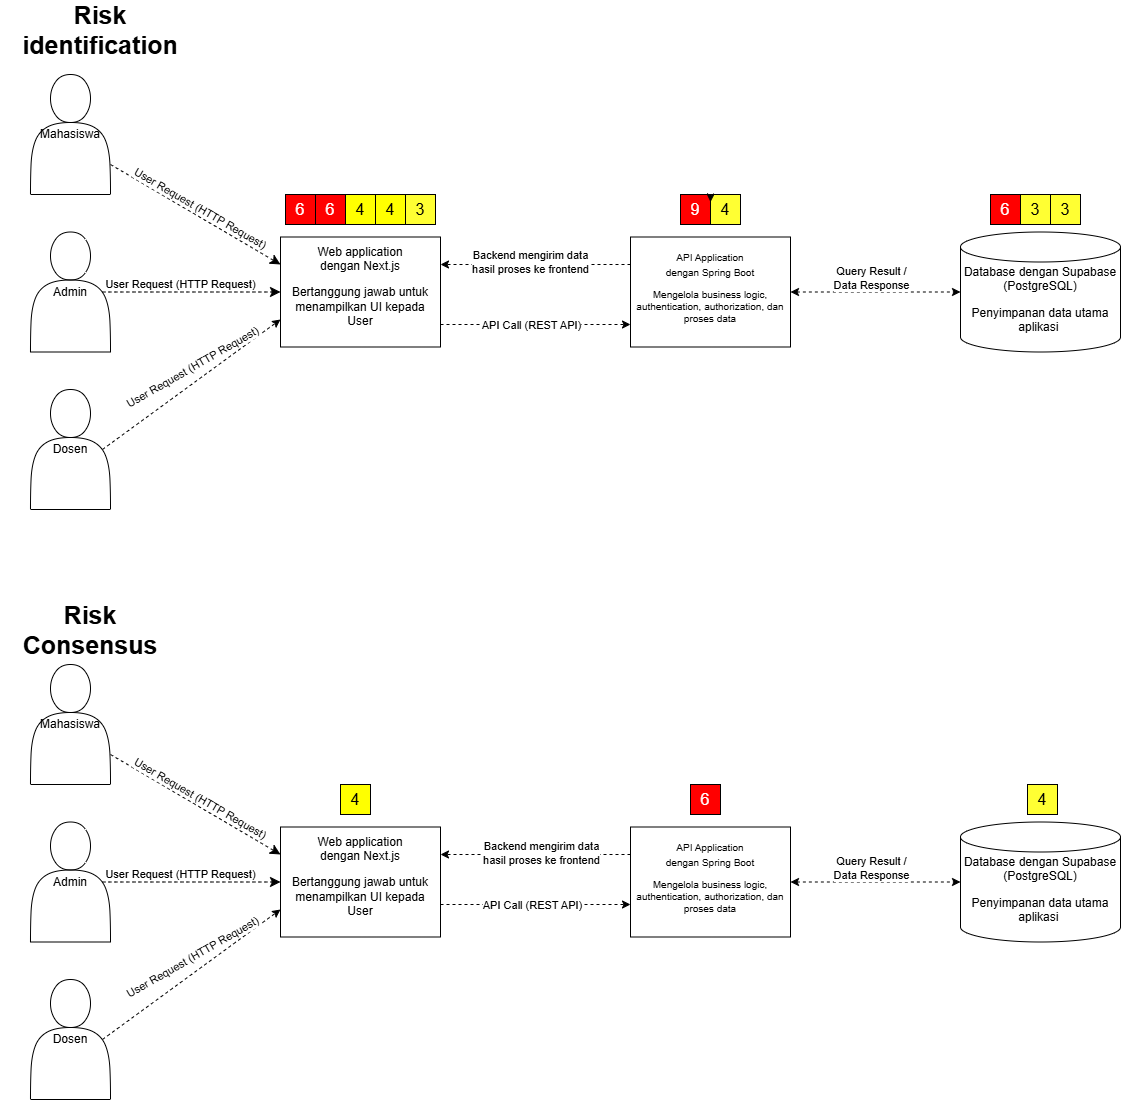 Risk
identification
Mahasiswa
User Request (HTTP Request)
Admin
User Request (HTTP Request)
Dosen
User Request (HTTP Request)
6 6 4 4 3
Web application
dengan Next.js
Bertanggung jawab untuk
menampilkan UI kepada
User
Backend mengirim data
hasil proses ke frontend
API Call (REST API)
9 4
API Application
dengan Spring Boot
Mengelola business logic,
authentication, authorization, dan
proses data
Query Result /
Data Response
6 3 3
Database dengan Supabase
(PostgreSQL)
Penyimpanan data utama
aplikasi
Risk
Consensus
Mahasiswa
User Request (HTTP Request)
Admin
User Request (HTTP Request)
Dosen
User Request (HTTP Request)
4
Web application
dengan Next.js
Bertanggung jawab untuk
menampilkan UI kepada
User
Backend mengirim data
hasil proses ke frontend
API Call (REST API)
6
API Application
dengan Spring Boot
Mengelola business logic,
authentication, authorization, dan
proses data
Query Result /
Data Response
4
Database dengan Supabase
(PostgreSQL)
Penyimpanan data utama
aplikasi